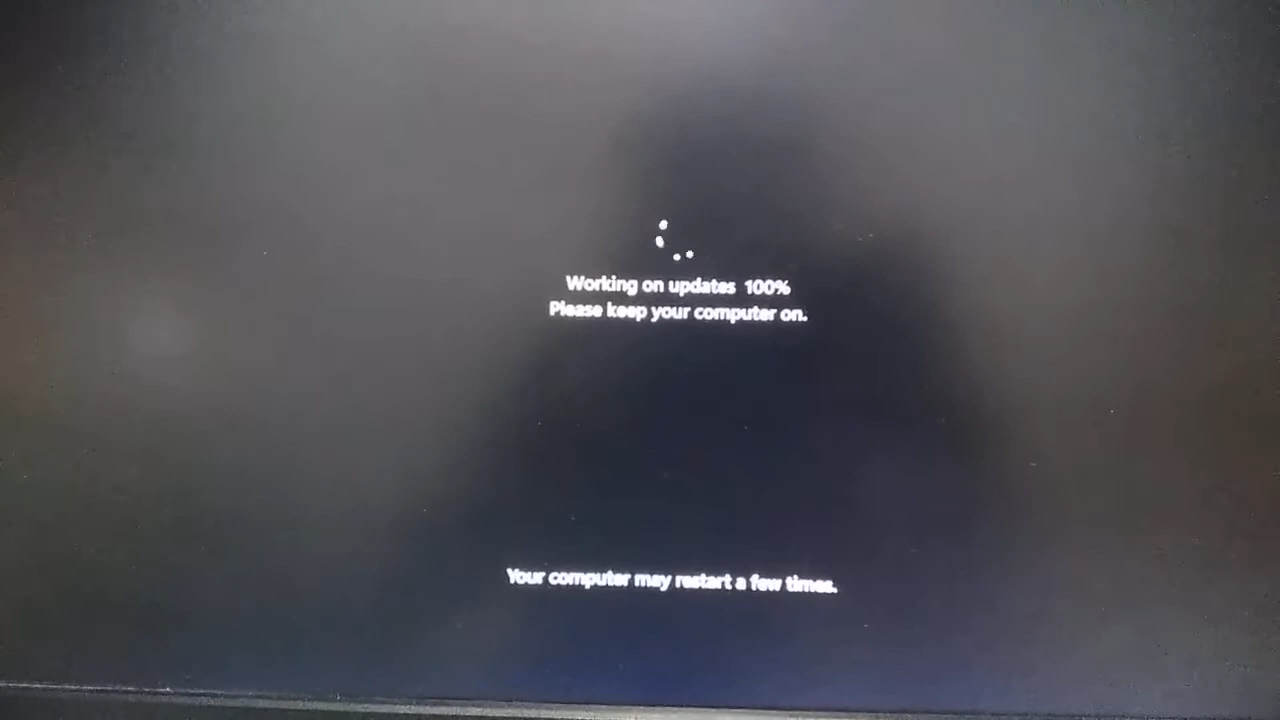 Working on updates 100%
Please keep your computer on.
Your computer may restart a few times.